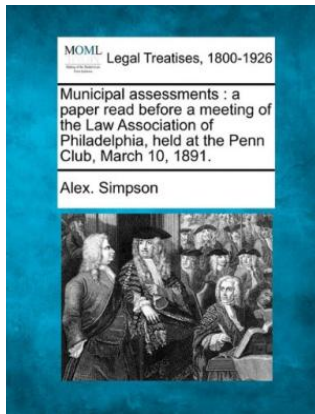 MOML Legal Treatises, 1800-1926
Municipal assessments : a
paper read before a meeting of
the Law Association of
Philadelphia, held at the Penn
Club, March 10, 1891.
Alex. Simpson